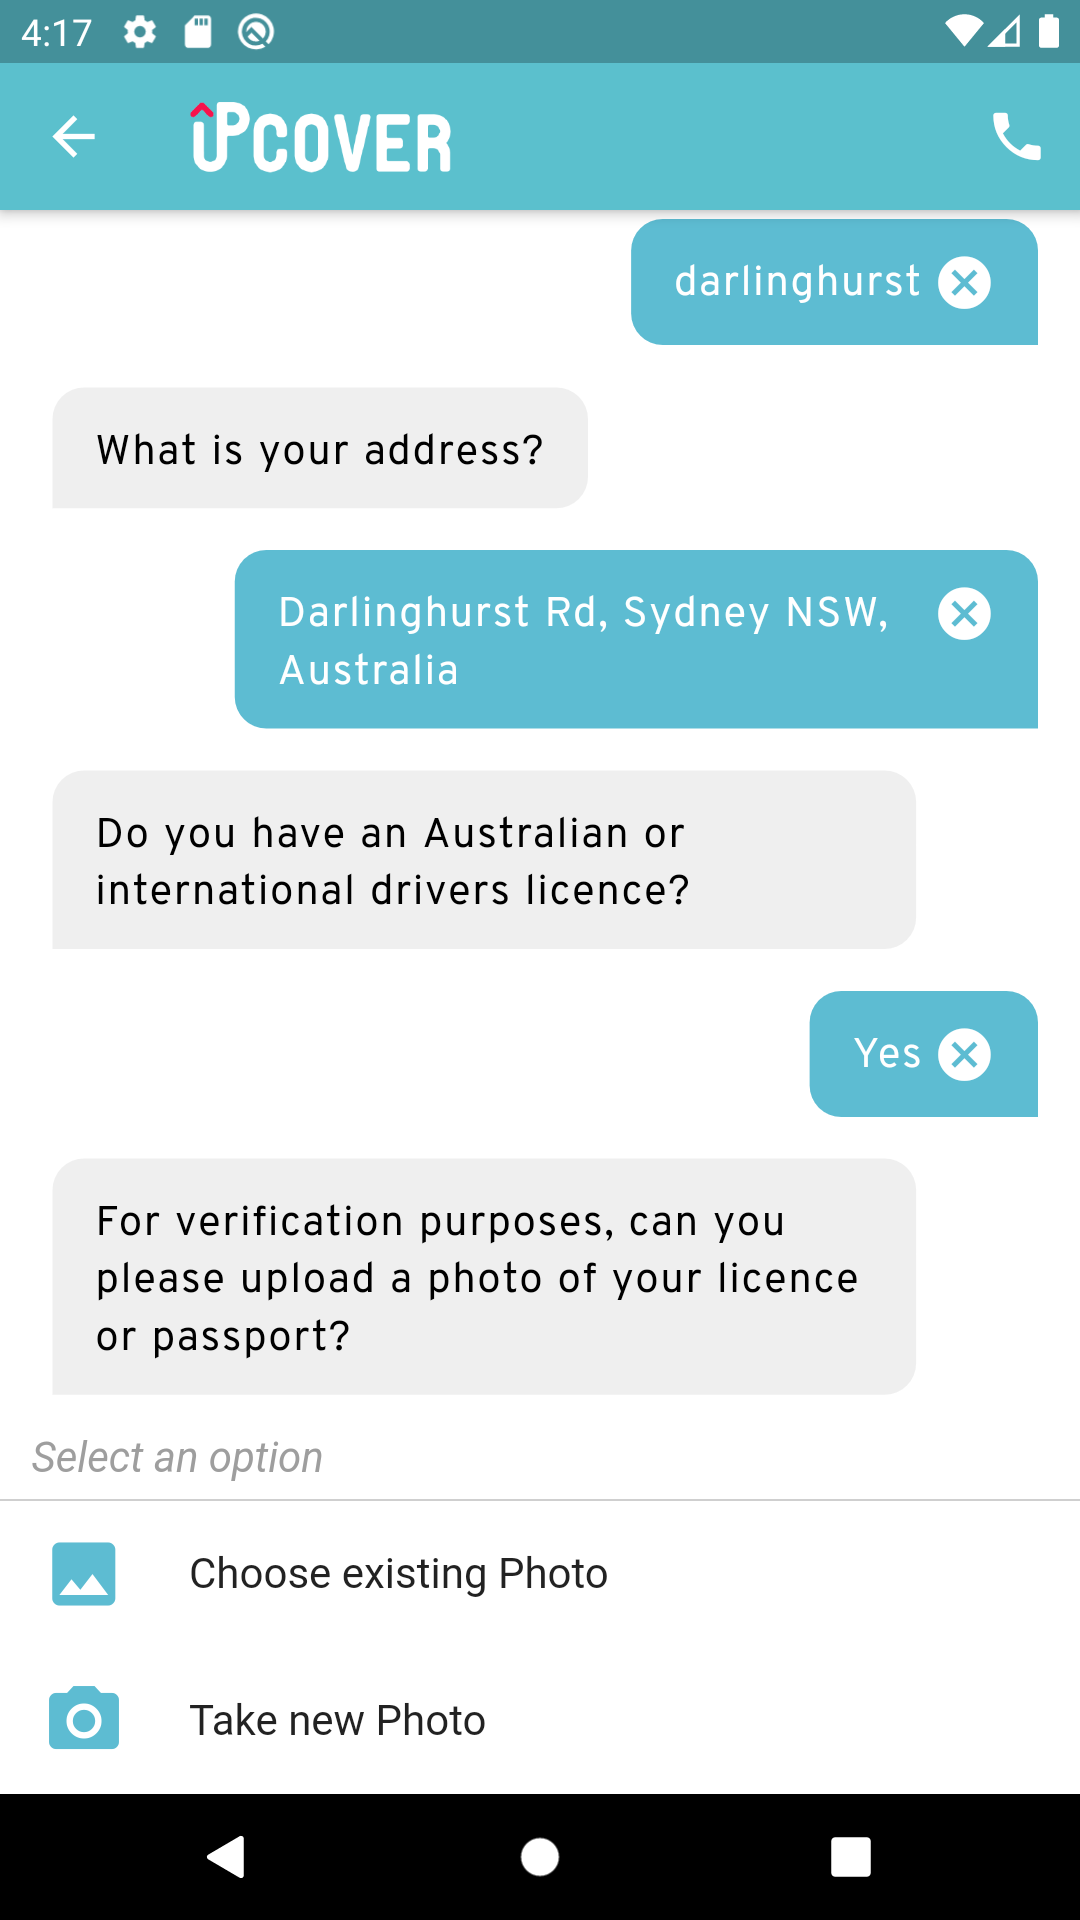 4:17
UPCOVER
darlinghurst
What is your address?
Darlinghurst Rd, Sydney NSW,
Australia
Do you have an Australian or
international drivers licence?
Yes
For verification purposes, can you
please upload a photo of your licence
or passport?
Select an option
Choose existing Photo
Take new Photo